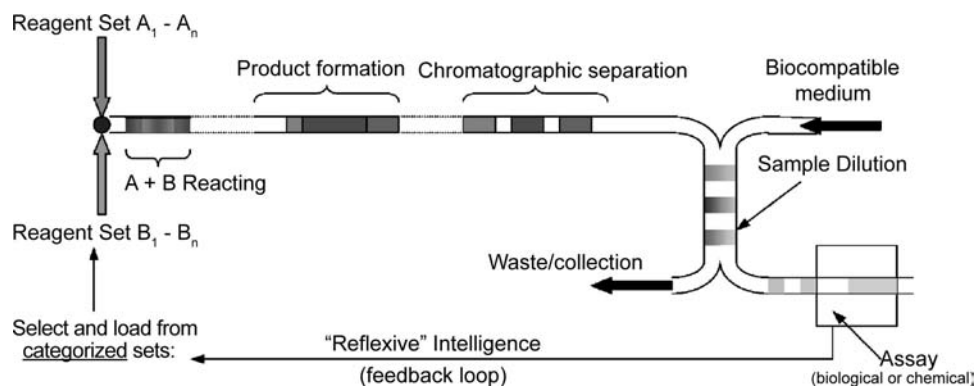 Reagent Set A₁ - Aₙ
Product formation
Chromatographic separation
Biocompatible
medium
A + B Reacting
Sample Dilution
Reagent Set B₁ - Bₙ
Waste/collection
Select and load from
categorized sets:
“Reflexive” Intelligence
(feedback loop)
Assay
(biological or chemical)